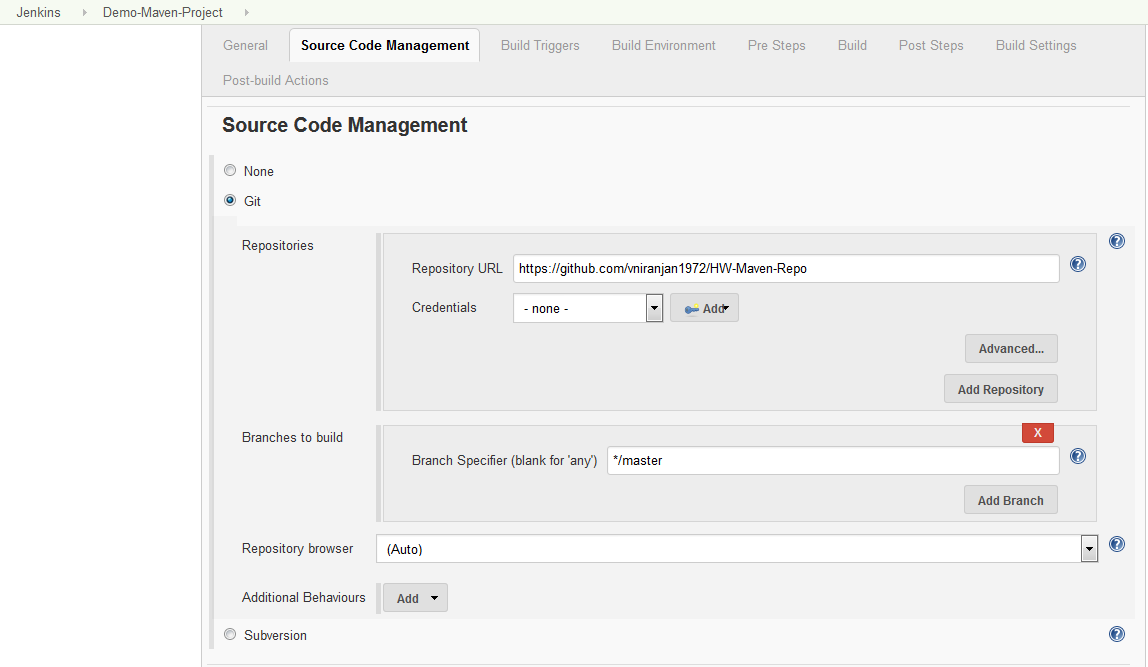 Jenkins Demo-Maven-Project
General Source Code Management Build Triggers Build Environment Pre Steps Build Post Steps Build Settings
Post-build Actions
Source Code Management
None
Git
Repositories
Repository URL https://github.com/vniranjan1972/HW-Maven-Repo
Credentials - none - Add
Advanced...
Add Repository
Branches to build
X
Branch Specifier (blank for 'any') */master
Add Branch
Repository browser (Auto)
Additional Behaviours Add
Subversion